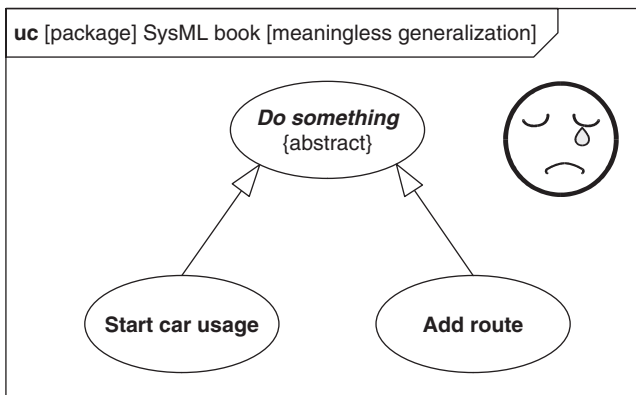 uc [package] SysML book [meaningless generalization]
Do something
{abstract}
Start car usage
Add route